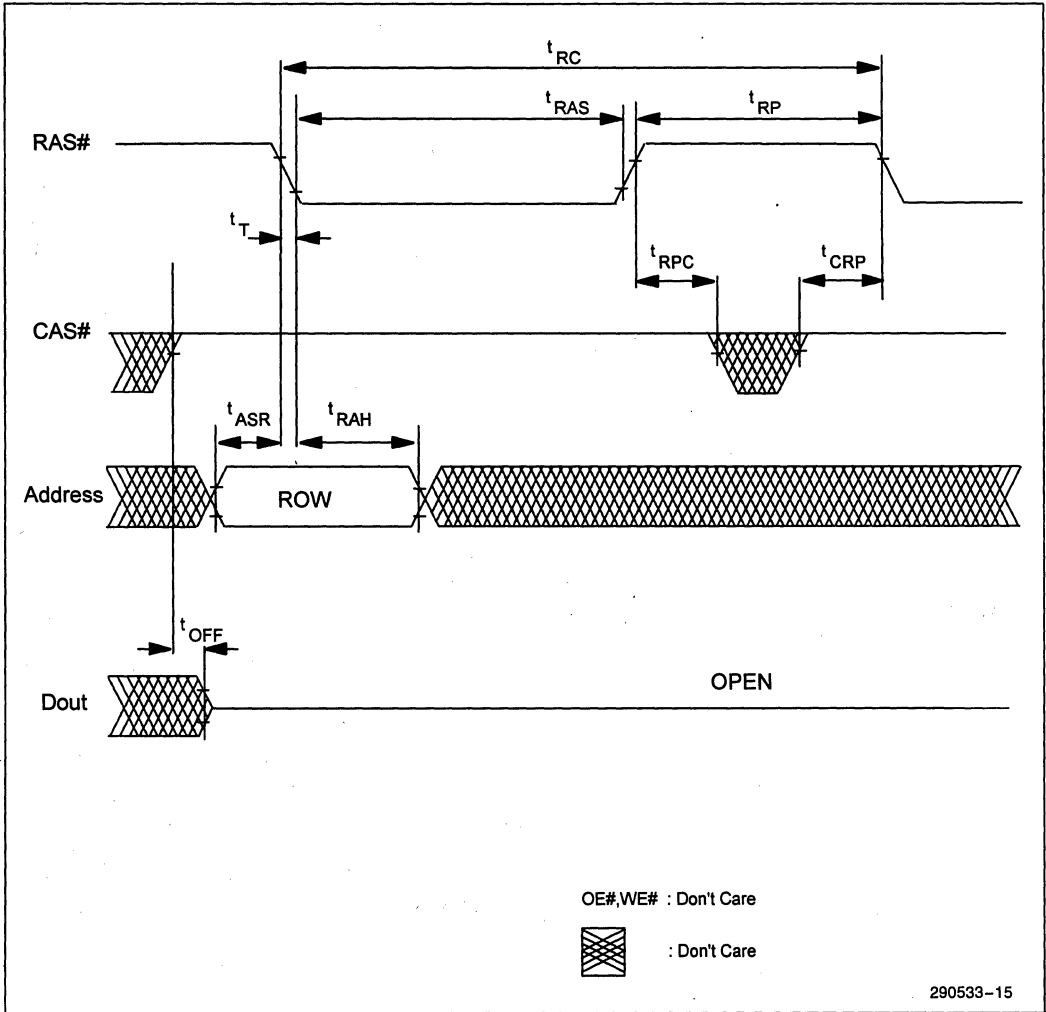 tRC
tRAS
tRP
RAS#
tT
tRPC
tCRP
CAS#
tASR
tRAH
Address
ROW
tOFF
Dout
OPEN
OE#,WE# : Don't Care
: Don't Care
290533-15